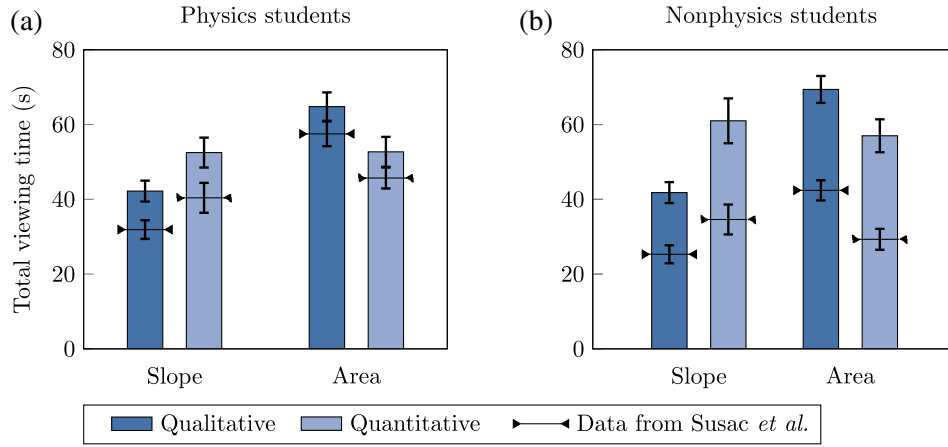 (a)
Physics students
Total viewing time (s)
80
60
40
20
0
Slope
Area
(b)
Nonphysics students
80
60
40
20
0
Slope
Area
Qualitative
Quantitative
Data from Susac et al.